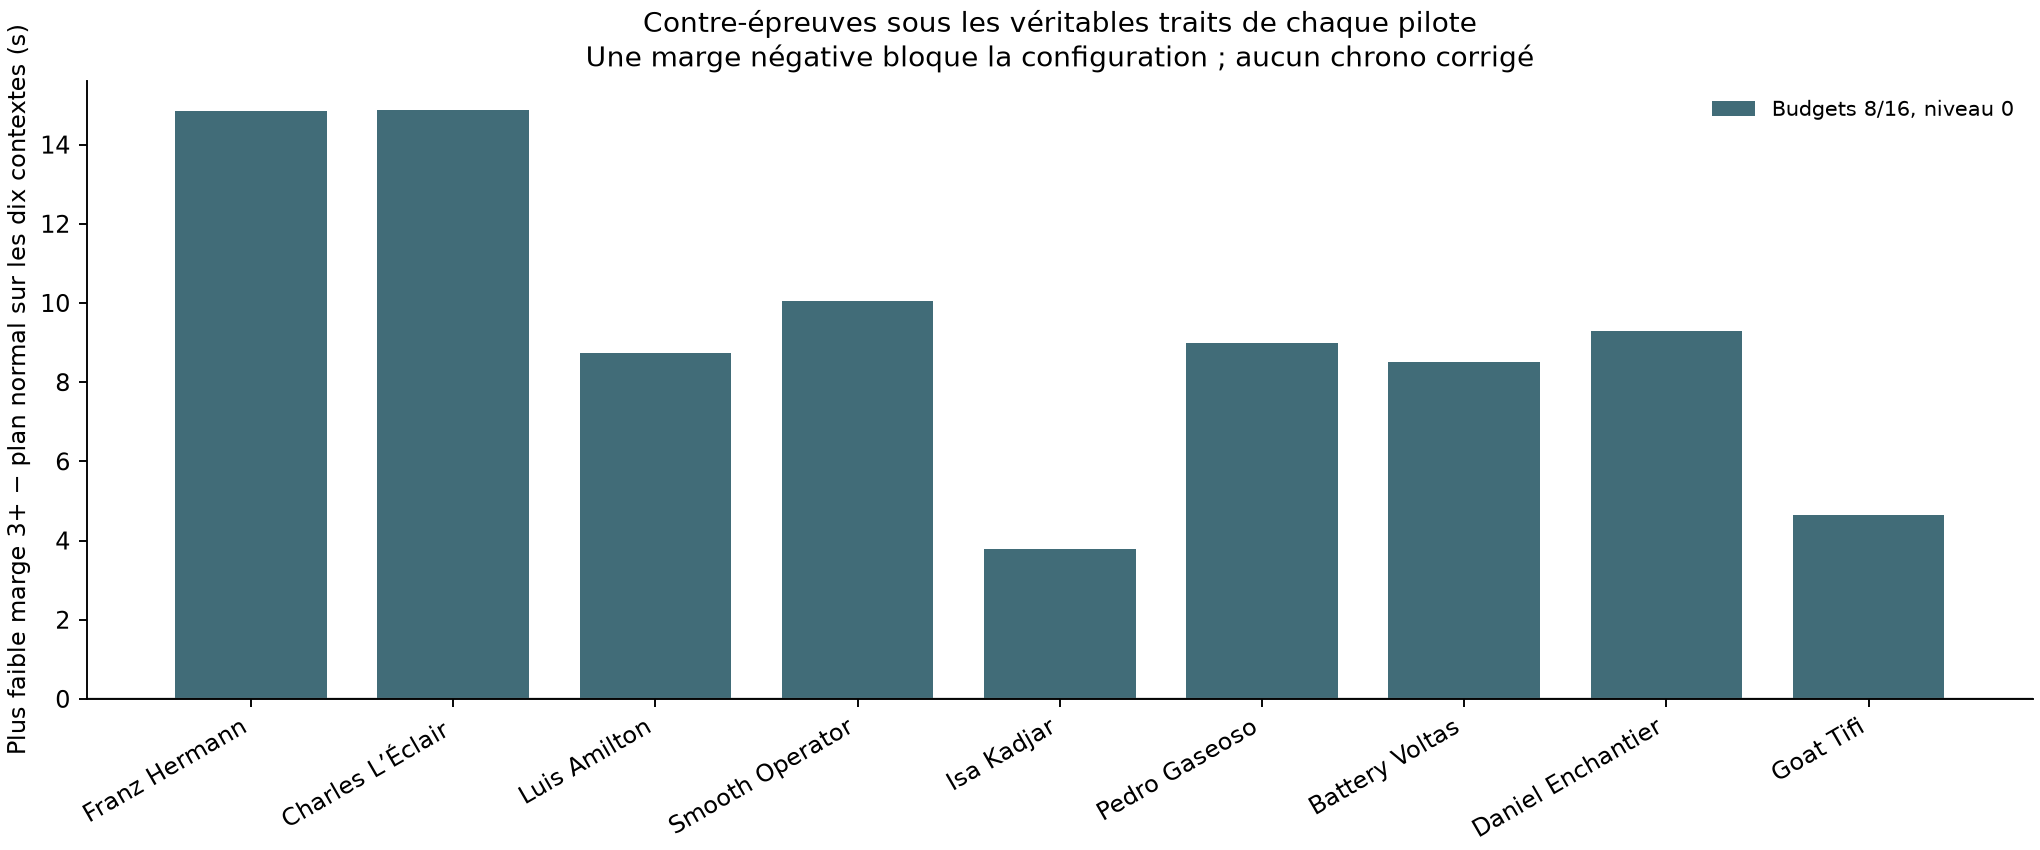 Contre-épreuves sous les véritables traits de chaque pilote
Une marge négative bloque la configuration ; aucun chrono corrigé
Plus faible marge 3+ − plan normal sur les dix contextes (s)
Budgets 8/16, niveau 0
14
12
10
8
6
4
2
0
Franz Hermann
Charles L’Éclair
Luis Amilton
Smooth Operator
Isa Kadjar
Pedro Gaseoso
Battery Voltas
Daniel Enchantier
Goat Tifi